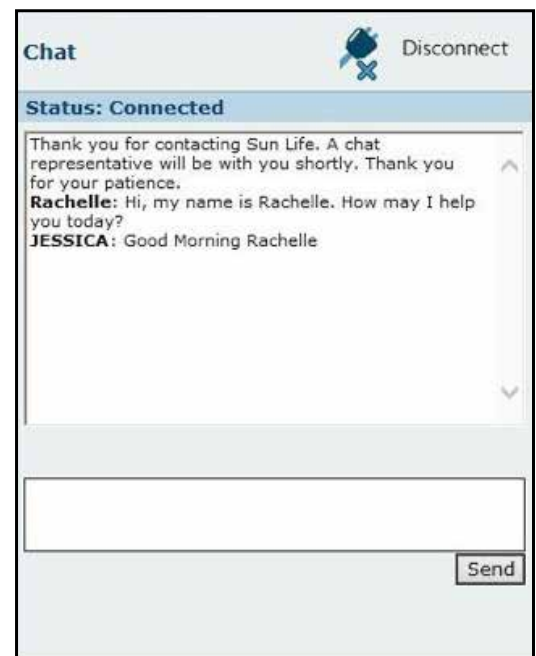 Chat
Disconnect
Status: Connected
Thank you for contacting Sun Life. A chat
representative will be with you shortly. Thank you
for your patience.
Rachelle: Hi, my name is Rachelle. How may I help
you today?
JESSICA: Good Morning Rachelle
Send